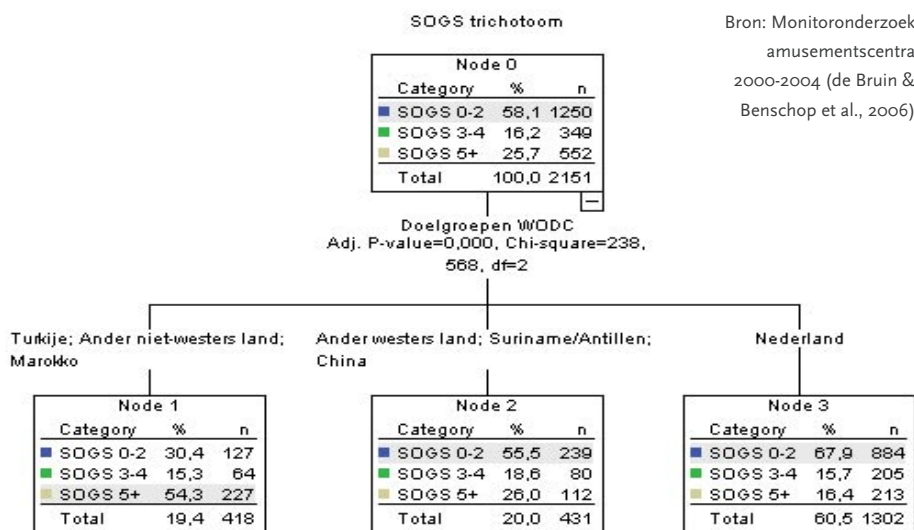 SOGS trichotoom
Bron: Monitoronderzoek
amusementscentra
2000-2004 (de Bruin &
Benschop et al., 2006)
Node 0
Category % n
SOGS 0-2 58,1 1250
SOGS 3-4 16,2 349
SOGS 5+ 25,7 552
Total 100,0 2151
Doelgroepen WODC
Adj. P-value=0,000, Chi-square=238,
568, df=2
Turkije; Ander niet-westers land;
Marokko
Node 1
Category % n
SOGS 0-2 30,4 127
SOGS 3-4 15,3 64
SOGS 5+ 54,3 227
Total 19,4 418
Ander westers land; Suriname/Antillen;
China
Node 2
Category % n
SOGS 0-2 55,5 239
SOGS 3-4 18,6 80
SOGS 5+ 26,0 112
Total 20,0 431
Nederland
Node 3
Category % n
SOGS 0-2 67,9 884
SOGS 3-4 15,7 205
SOGS 5+ 16,4 213
Total 60,5 1302